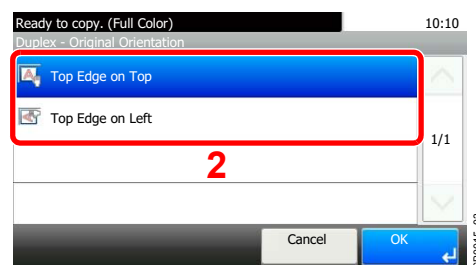 Ready to copy. (Full Color) 10:10
Duplex - Original Orientation
Top Edge on Top
Top Edge on Left
1/1
2
Cancel
OK